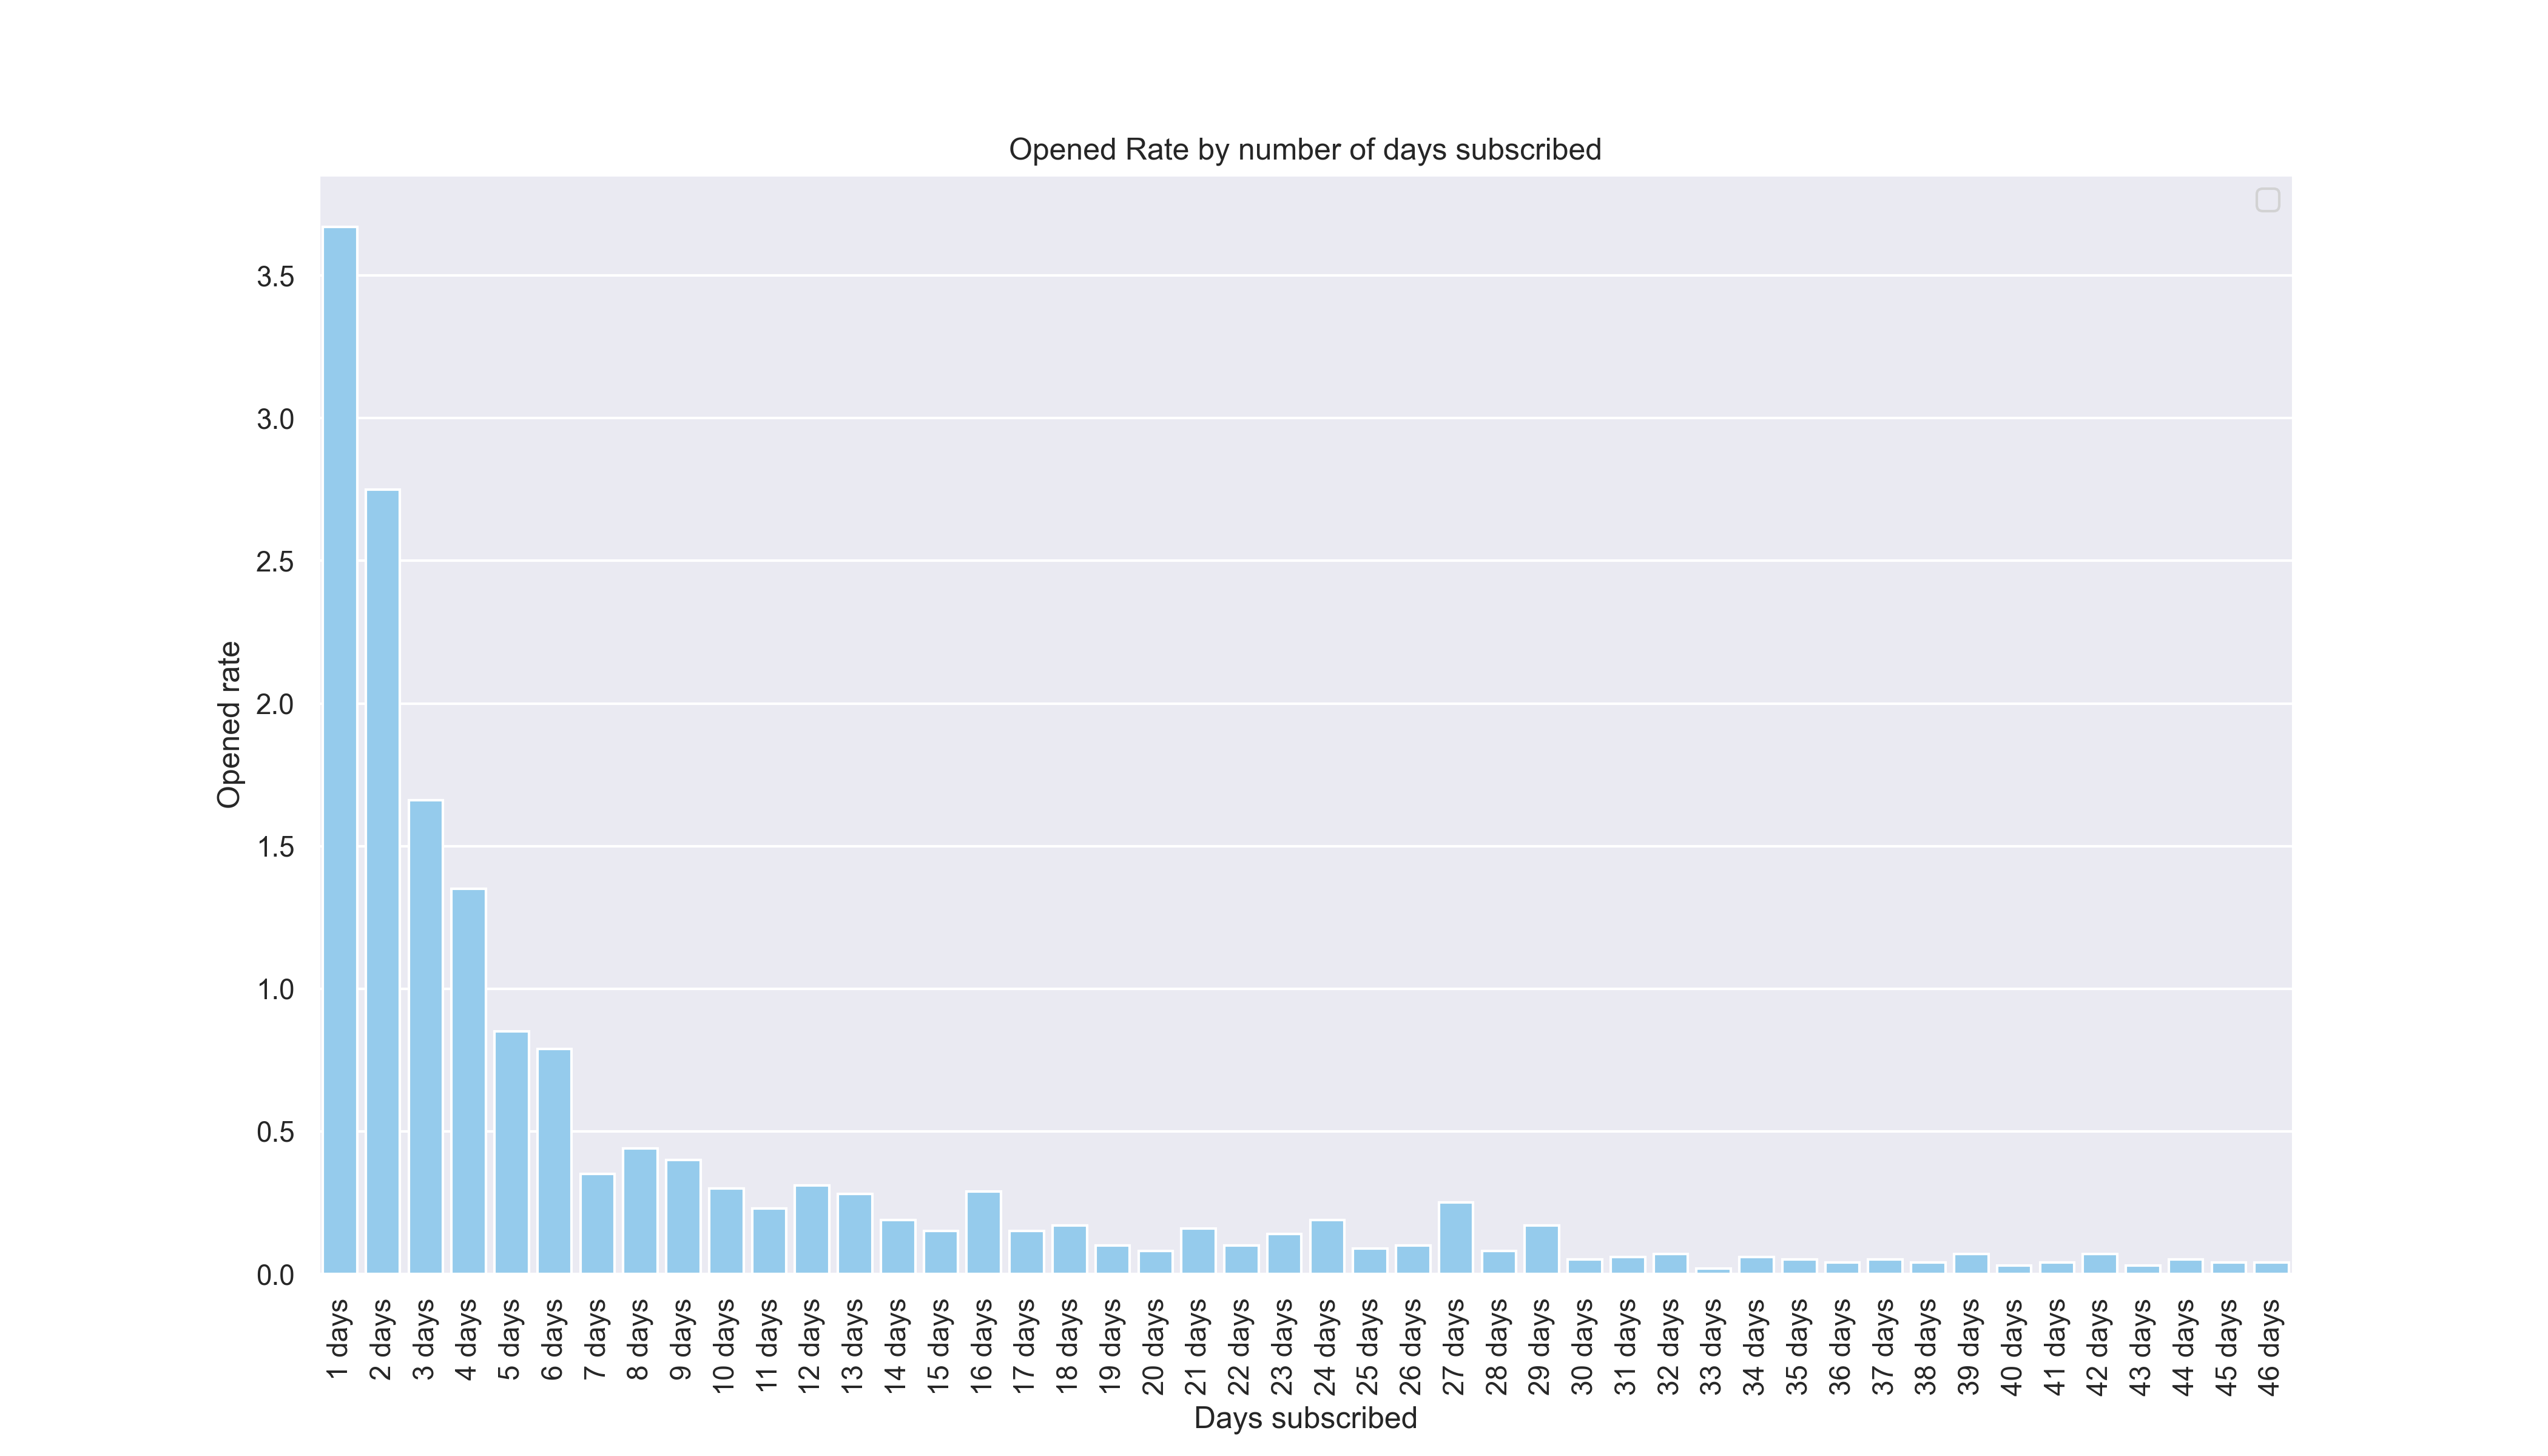 Opened Rate by number of days subscribed
3.5
3.0
2.5
2.0
1.5
1.0
0.5
0.0
Opened rate
1 days
2 days
3 days
4 days
5 days
6 days
7 days
8 days
9 days
10 days
11 days
12 days
13 days
14 days
15 days
16 days
17 days
18 days
19 days
20 days
21 days
22 days
23 days
24 days
25 days
26 days
27 days
28 days
29 days
30 days
31 days
32 days
33 days
34 days
35 days
36 days
37 days
38 days
39 days
40 days
41 days
42 days
43 days
44 days
45 days
46 days
Days subscribed